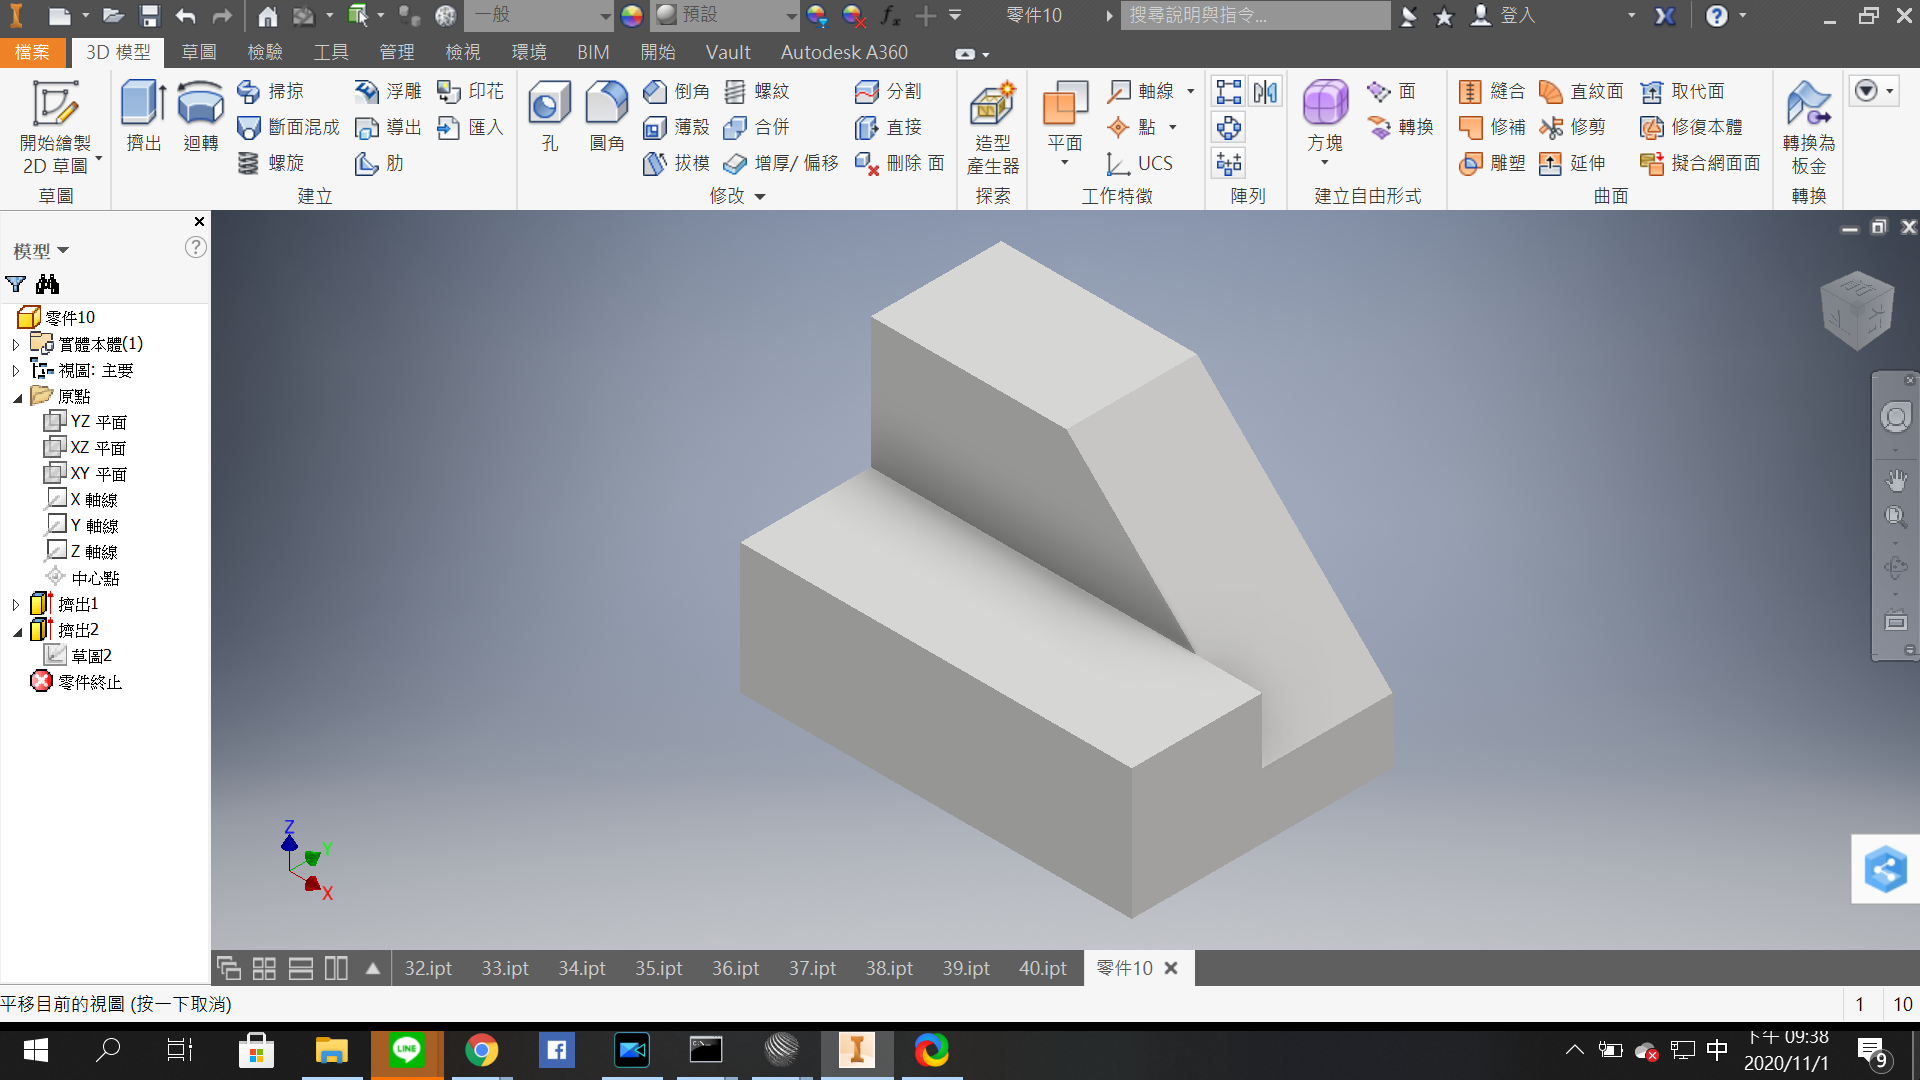 一般
預設
零件10
搜尋說明與指令...
登入
檔案
3D 模型
草圖
檢驗
工具
管理
檢視
環境
BIM
開始
Vault
Autodesk A360
開始繪製
2D 草圖
擠出
迴轉
掃掠
斷面混成
螺旋
浮雕
導出
肋
印花
匯入
孔
圓角
倒角
薄殼
拔模
螺紋
合併
增厚/ 偏移
分割
直接
刪除 面
造型
產生器
平面
軸線
點
UCS
方塊
面
轉換
縫合
修補
雕塑
直紋面
修剪
延伸
取代面
修復本體
擬合網面面
轉換為
板金
草圖
建立
修改
探索
工作特徵
陣列
建立自由形式
曲面
轉換
模型
零件10
實體本體(1)
視圖: 主要
原點
YZ 平面
XZ 平面
XY 平面
X 軸線
Y 軸線
Z 軸線
中心點
擠出1
擠出2
草圖2
零件終止
Z
Y
X
32.ipt
33.ipt
34.ipt
35.ipt
36.ipt
37.ipt
38.ipt
39.ipt
40.ipt
零件10
平移目前的視圖 (按一下取消)
1
10
LINE
中
下午 09:38
2020/11/1
9